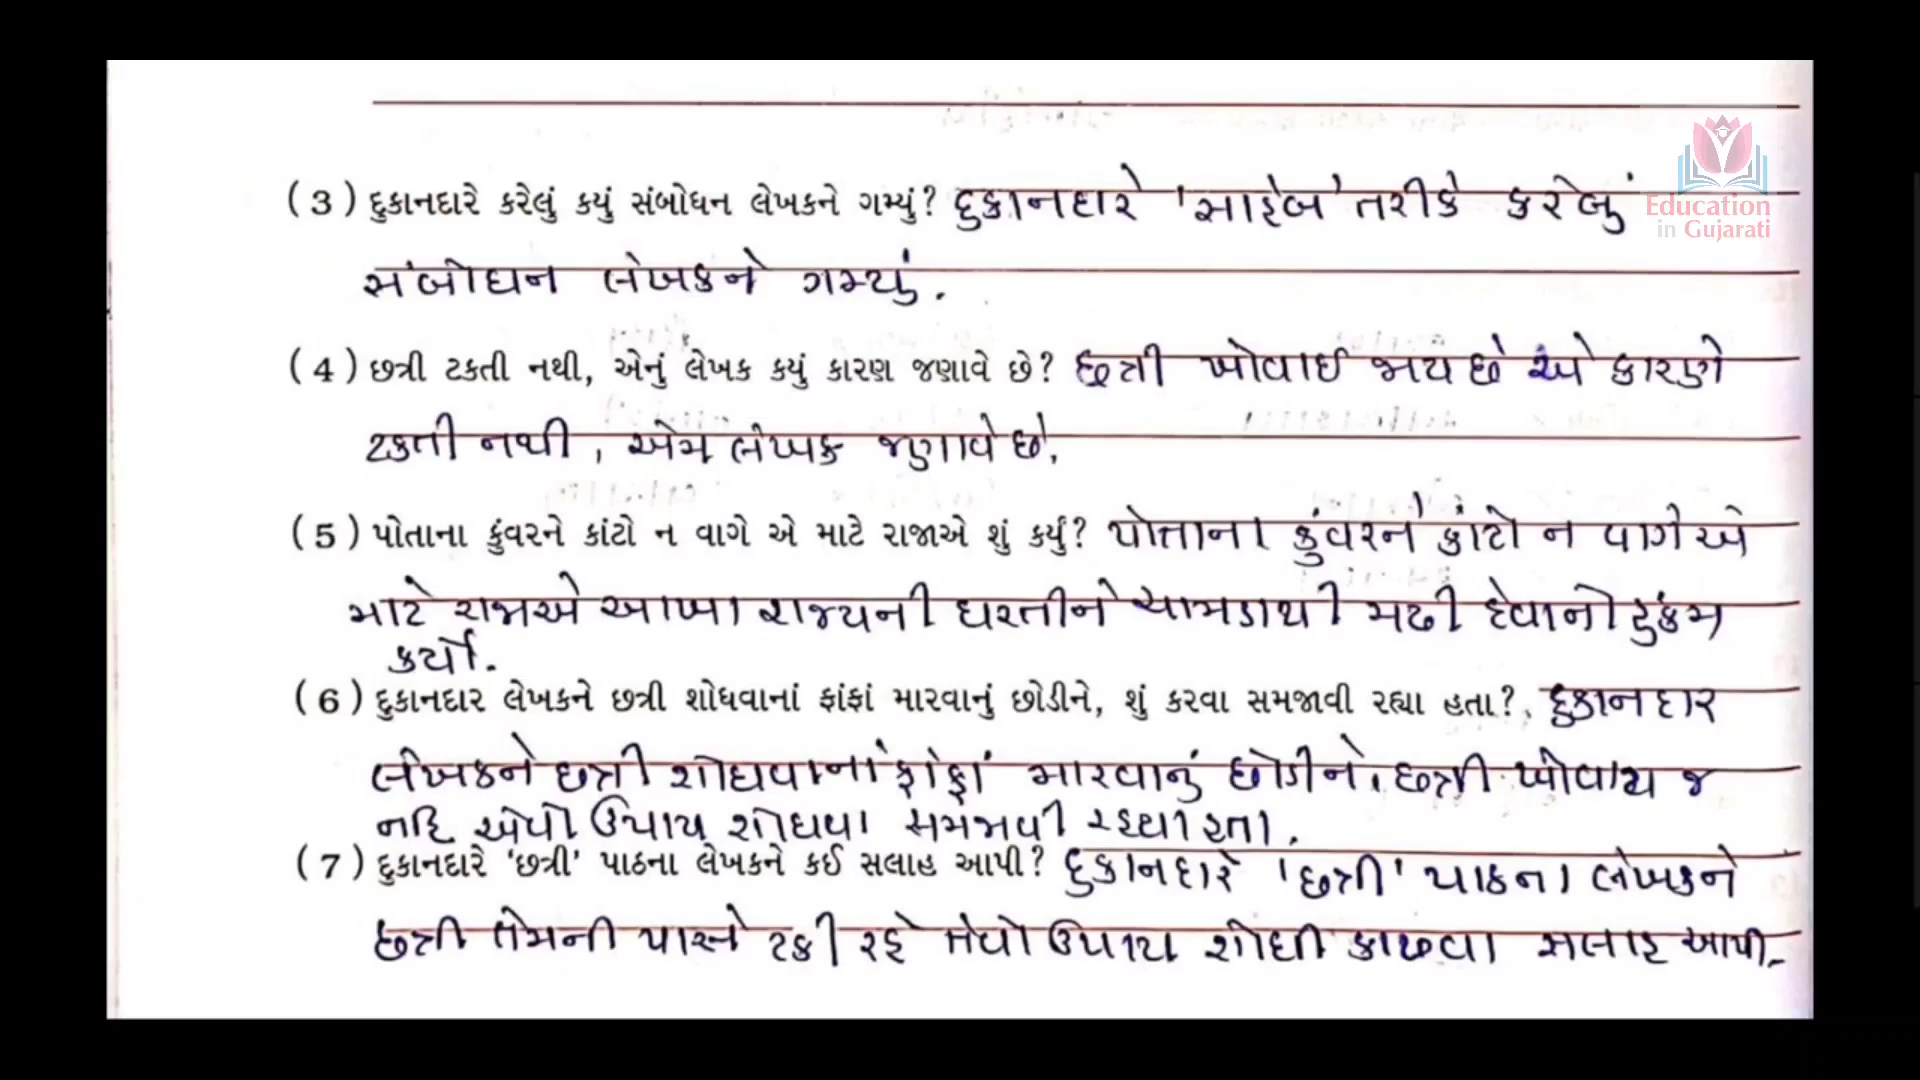 Education
in Gujarati
(3) દુકાનદારે કરેલું કયું સંબોધન લેખકને ગમ્યું? દુકાનદારે 'સાહેબ' તરીકે કરેલું
સંબોધન લેખકને ગમ્યું.
(4) છત્રી ટકતી નથી, એનું લેખક કયું કારણ જણાવે છે? છત્રી ખોવાઈ જાય છે એ કારણે
ટકતી નથી, એમ લેખક જણાવે છે.
(5) પોતાના કુંવરને કાંટો ન વાગે એ માટે રાજાએ શું કર્યું? પોતાના કુંવરને કાંટો ન વાગે એ
માટે રાજાએ આખા રાજ્યની ધરતીને ચામડાથી મઢી દેવાનો હુકમ
કર્યો.
(6) દુકાનદાર લેખકને છત્રી શોધવાનાં ફાંફાં મારવાનું છોડીને, શું કરવા સમજાવી રહ્યા હતા? દુકાનદાર
લેખકને છત્રી શોધવાનાં ફાંફાં મારવાનું છોડીને, છત્રી ખોવાય જ
નહિ એવો ઉપાય શોધવા સમજાવી રહ્યા હતા.
(7) દુકાનદારે ‘છત્રી’ પાઠના લેખકને કઈ સલાહ આપી? દુકાનદારે 'છત્રી' પાઠના લેખકને
છત્રી તેમની પાસે ટકી રહે તેવો ઉપાય શોધી કાઢવા સલાહ આપી.